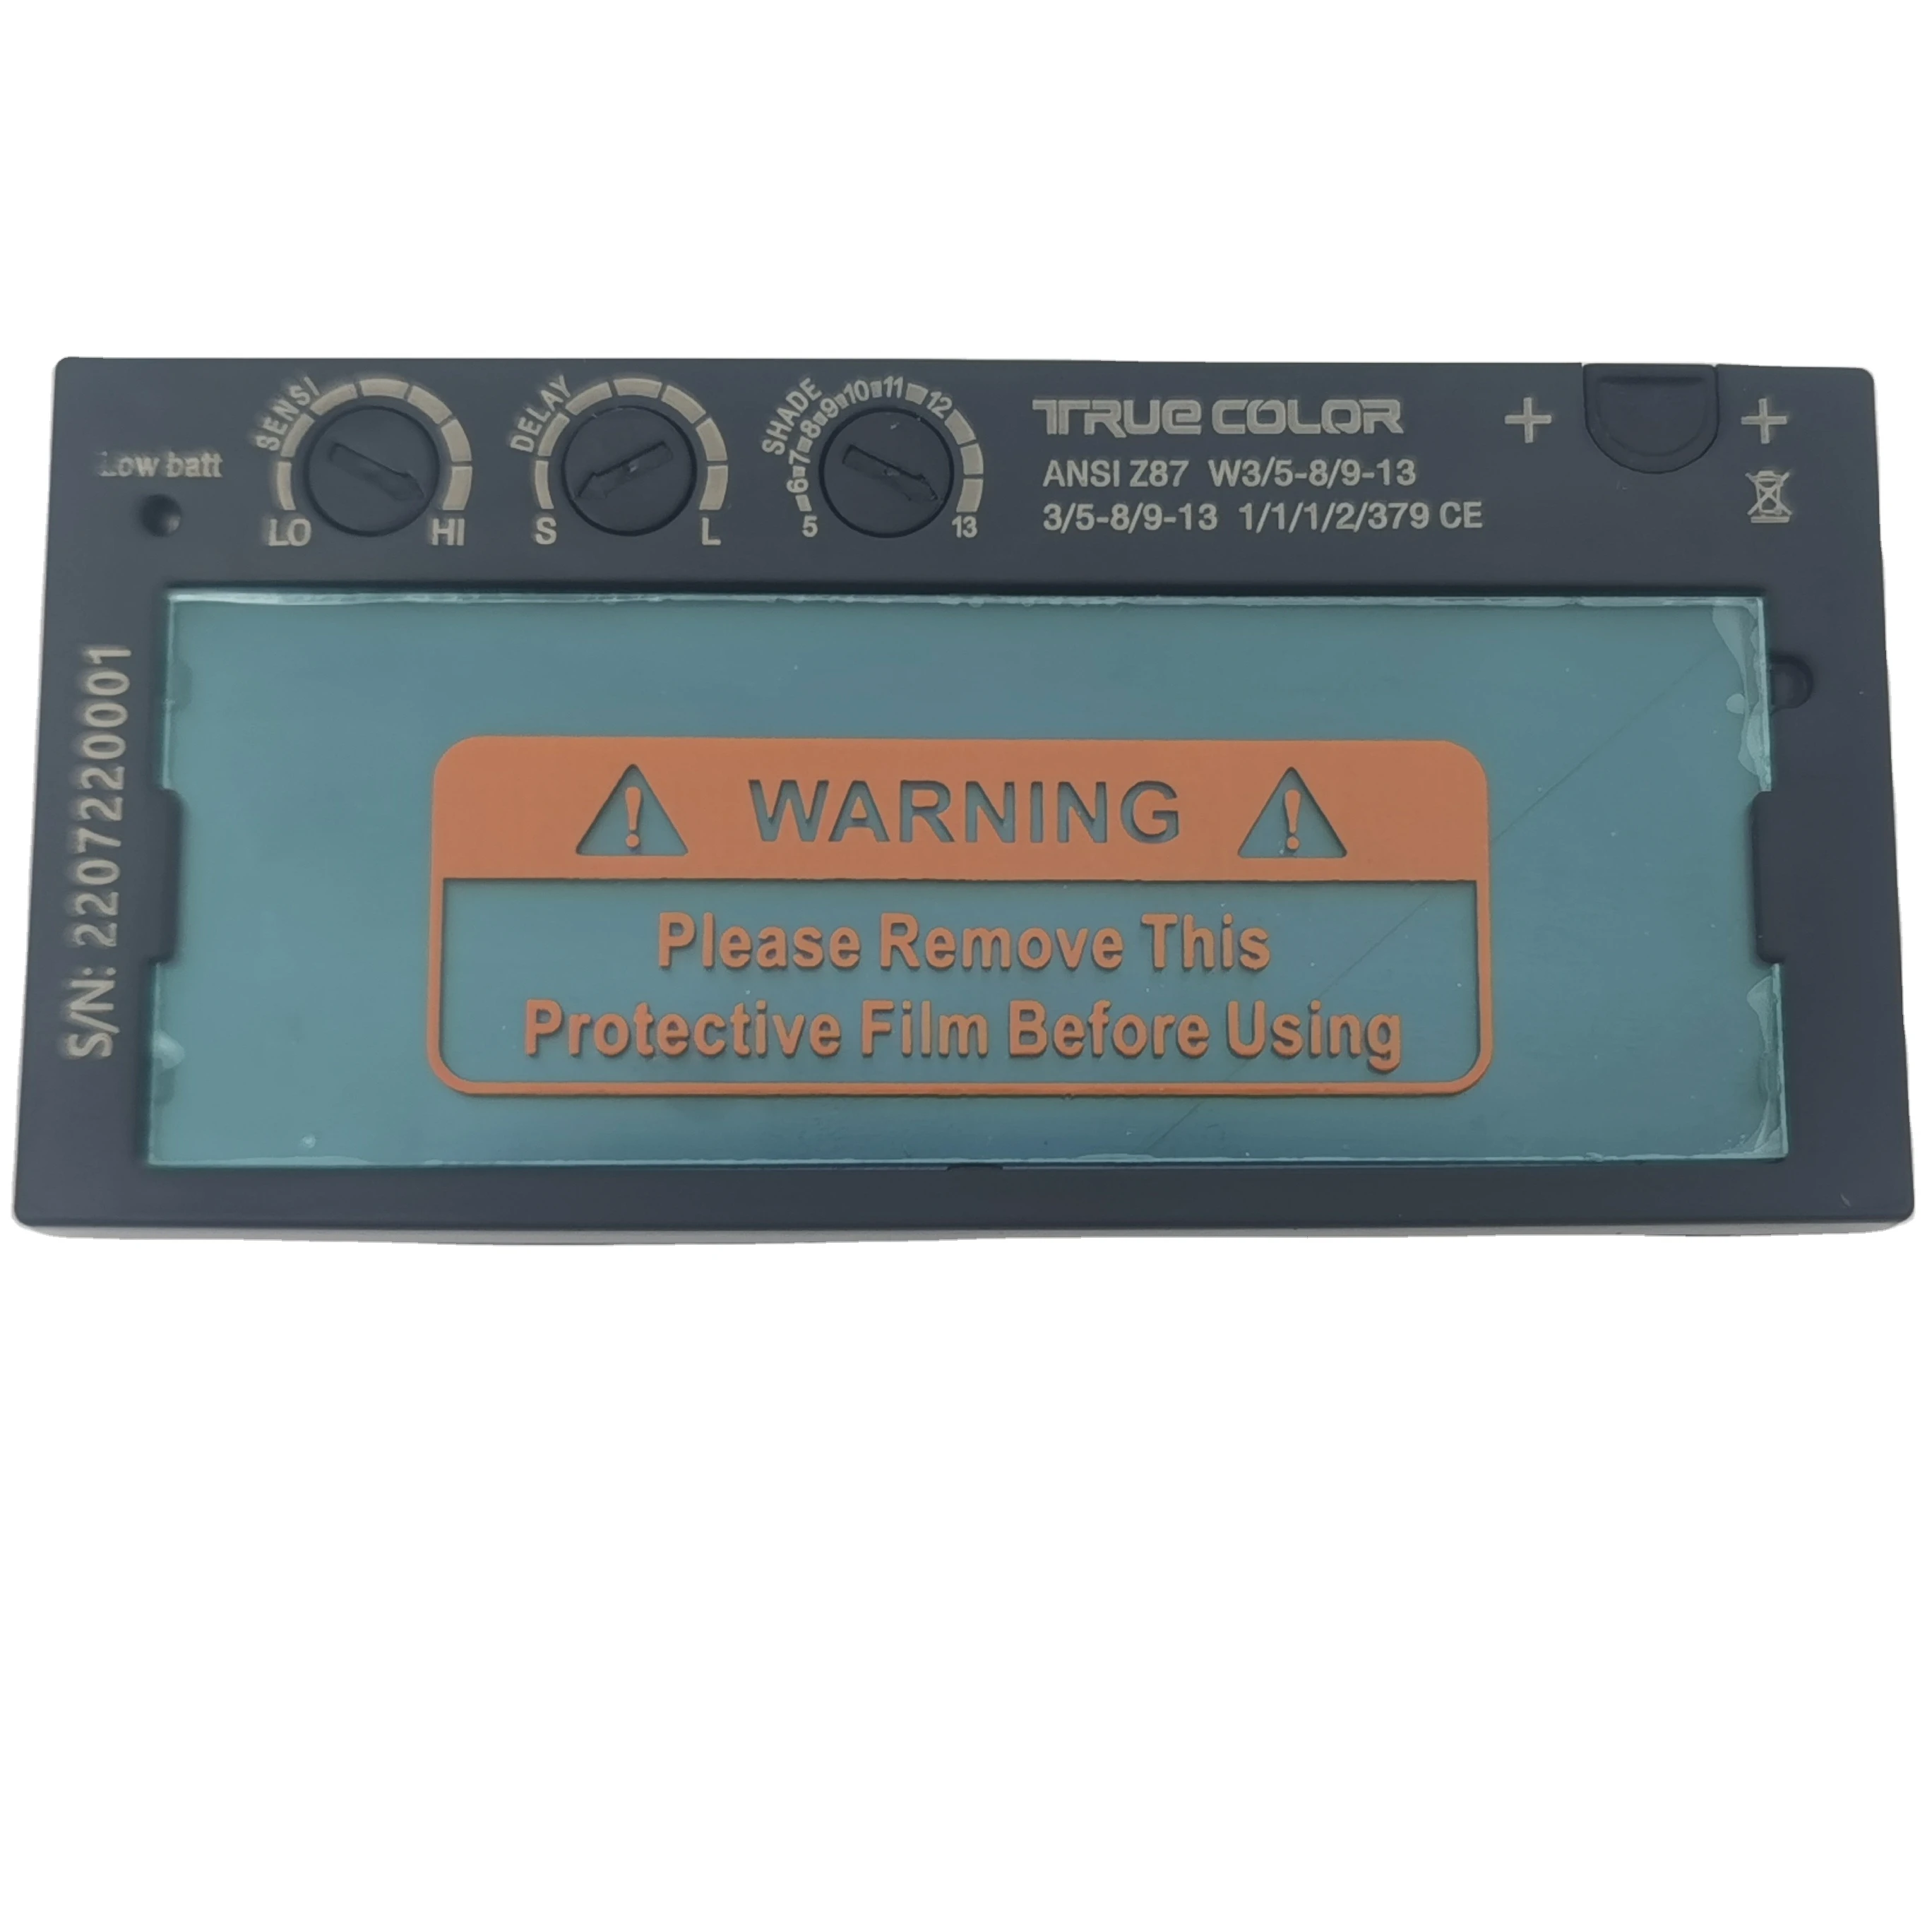 Low batt
SENSI
LO HI
DELAY
S L
SHADE
5 6 7 8 9 10 11 12 13
TRUE COLOR
ANSI Z87 W3/5-8/9-13
3/5-8/9-13 1/1/1/2/379 CE
+ +
S/N: 2207220001
! WARNING !
Please Remove This
Protective Film Before Using